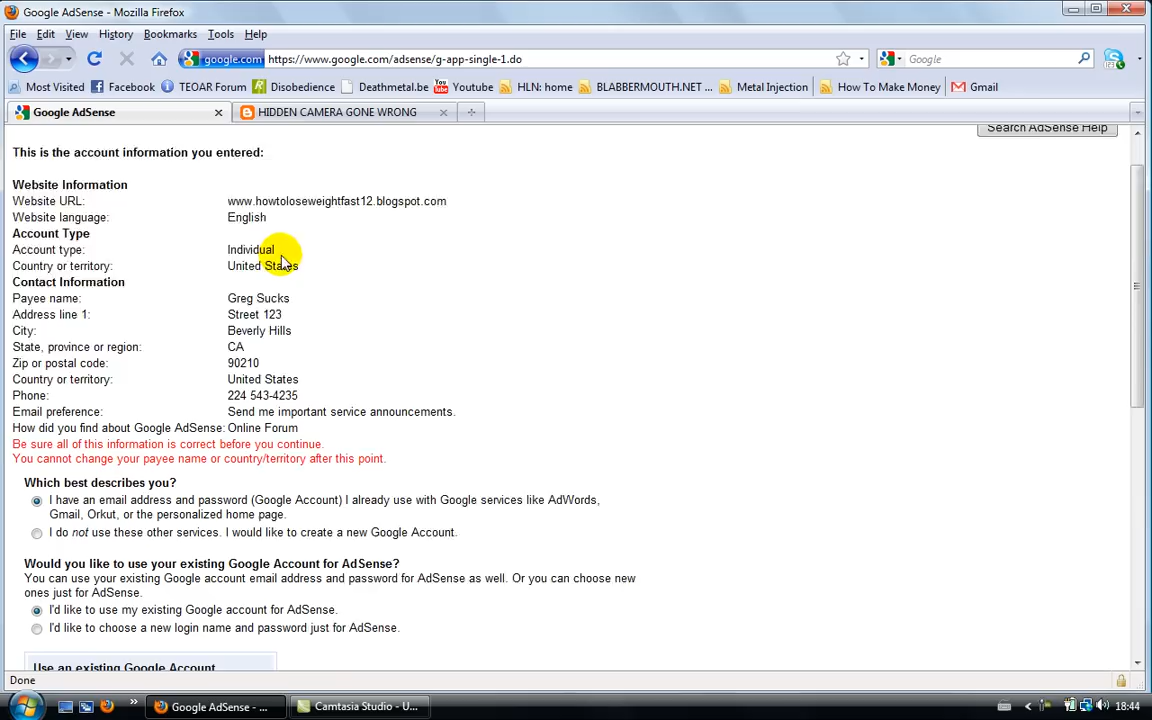 Google AdSense - Mozilla Firefox
File Edit View History Bookmarks Tools Help
google.com https://www.google.com/adsense/g-app-single-1.do Google
Most Visited Facebook TEOAR Forum Disobedience Deathmetal.be Youtube HLN: home BLABBERMOUTH.NET ... Metal Injection How To Make Money Gmail
Google AdSense HIDDEN CAMERA GONE WRONG
Search AdSense Help
This is the account information you entered:
Website Information
Website URL: www.howtoloseweightfast12.blogspot.com
Website language: English
Account Type
Account type: Individual
Country or territory: United States
Contact Information
Payee name: Greg Sucks
Address line 1: Street 123
City: Beverly Hills
State, province or region: CA
Zip or postal code: 90210
Country or territory: United States
Phone: 224 543-4235
Email preference: Send me important service announcements.
How did you find about Google AdSense: Online Forum
Be sure all of this information is correct before you continue.
You cannot change your payee name or country/territory after this point.
Which best describes you?
I have an email address and password (Google Account) I already use with Google services like AdWords,
Gmail, Orkut, or the personalized home page.
I do not use these other services. I would like to create a new Google Account.
Would you like to use your existing Google Account for AdSense?
You can use your existing Google account email address and password for AdSense as well. Or you can choose new
ones just for AdSense.
I'd like to use my existing Google account for AdSense.
I'd like to choose a new login name and password just for AdSense.
Use an existing Google Account
Done
Google AdSense - ... Camtasia Studio - U... 18:44